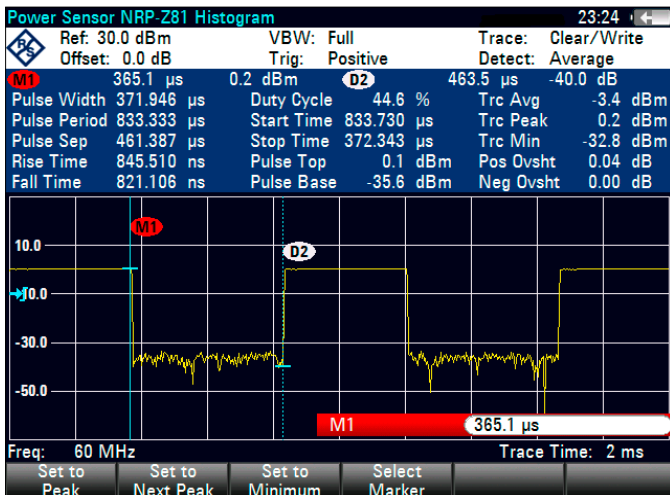 Power Sensor NRP-Z81 Histogram 23:24
Ref: 30.0 dBm VBW: Full Trace: Clear/Write
Offset: 0.0 dB Trig: Positive Detect: Average
M1 365.1 µs 0.2 dBm D2 463.5 µs -40.0 dB
Pulse Width 371.946 µs Duty Cycle 44.6 % Trc Avg -3.4 dBm
Pulse Period 833.333 µs Start Time 833.730 µs Trc Peak 0.2 dBm
Pulse Sep 461.387 µs Stop Time 372.343 µs Trc Min -32.8 dBm
Rise Time 845.510 ns Pulse Top 0.1 dBm Pos Ovsht 0.04 dB
Fall Time 821.106 ns Pulse Base -35.6 dBm Neg Ovsht 0.00 dB
M1
10.0
D2
-10.0
-30.0
-50.0
M1 365.1 µs
Freq: 60 MHz Trace Time: 2 ms
Set to Peak
Set to Next Peak
Set to Minimum
Select Marker